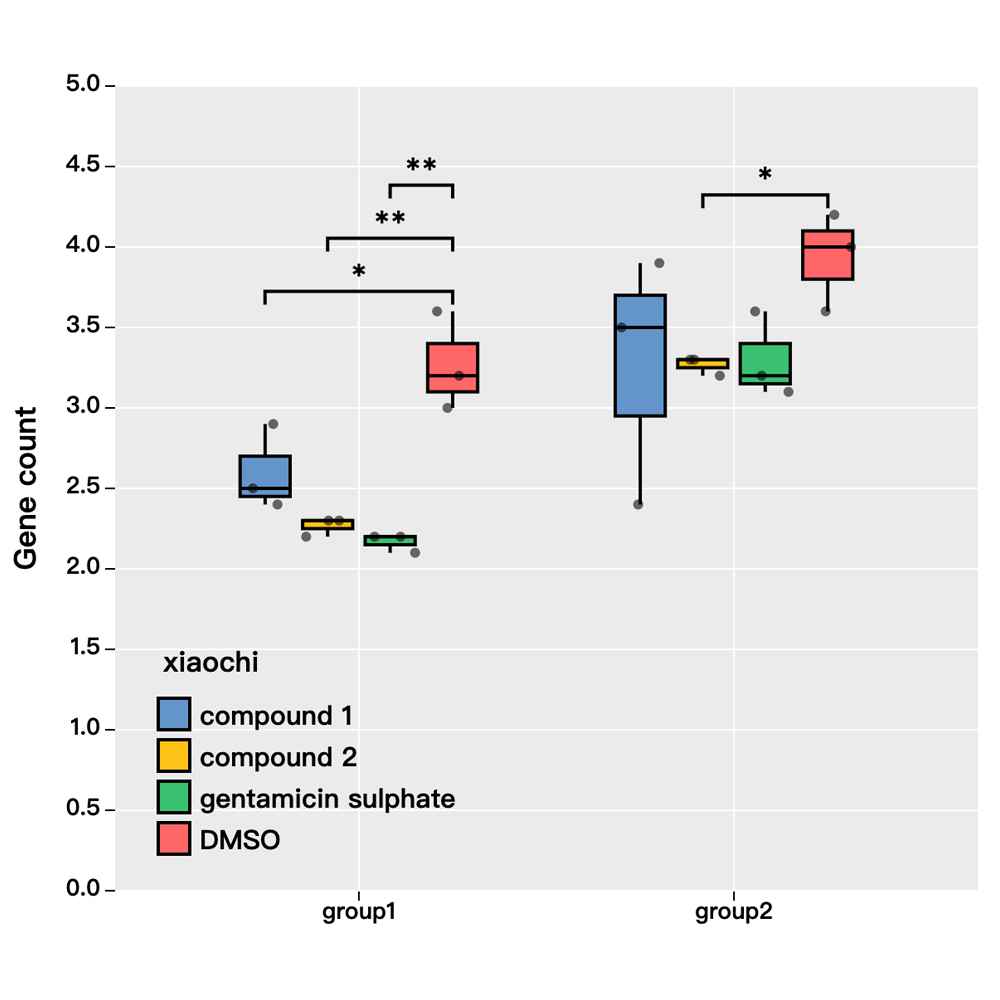 5.0
4.5
4.0
3.5
3.0
2.5
2.0
1.5
1.0
0.5
0.0
Gene count
**
**
*
*
xiaochi
compound 1
compound 2
gentamicin sulphate
DMSO
group1
group2